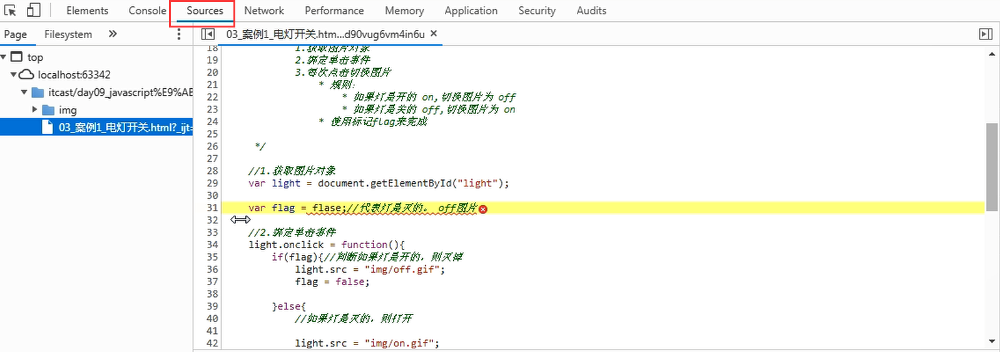 Elements Console Sources Network Performance Memory Application Security Audits
Page Filesystem » 03_案例1_电灯开关.htm...d90vug6vm4in6u ×
top
localhost:63342
itcast/day09_javascript%E9%AE
img
03_案例1_电灯开关.html?_ijt=
18 1.获取图片对象
19 2.绑定单击事件
20 3.每次点击切换图片
21 * 规则:
22 * 如果灯是开的 on,切换图片为 off
23 * 如果灯是关的 off,切换图片为 on
24 * 使用标记flag来完成
25
26 */
27
28 //1.获取图片对象
29 var light = document.getElementById("light");
30
31 var flag = flase;//代表灯是灭的。 off图片
32
33 //2.绑定单击事件
34 light.onclick = function(){
35 if(flag){//判断如果灯是开的，则灭掉
36 light.src = "img/off.gif";
37 flag = false;
38
39 }else{
40 //如果灯是灭的，则打开
41
42 light.src = "img/on.gif";